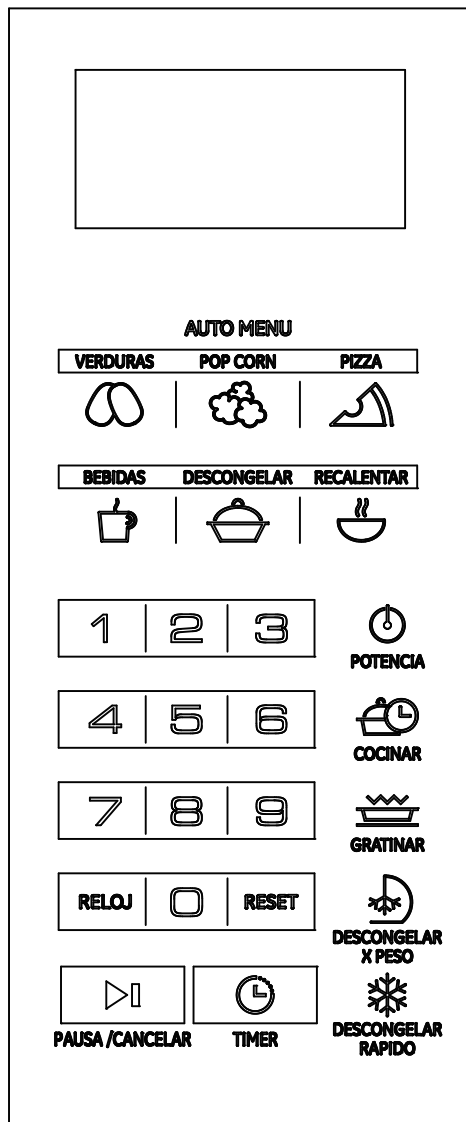 AUTO MENU
VERDURAS POP CORN PIZZA
BEBIDAS DESCONGELAR RECALENTAR
1 2 3
POTENCIA
4 5 6
COCINAR
7 8 9
GRATINAR
RELOJ 0 RESET
DESCONGELAR
X PESO
PAUSA /CANCELAR TIMER
DESCONGELAR
RAPIDO